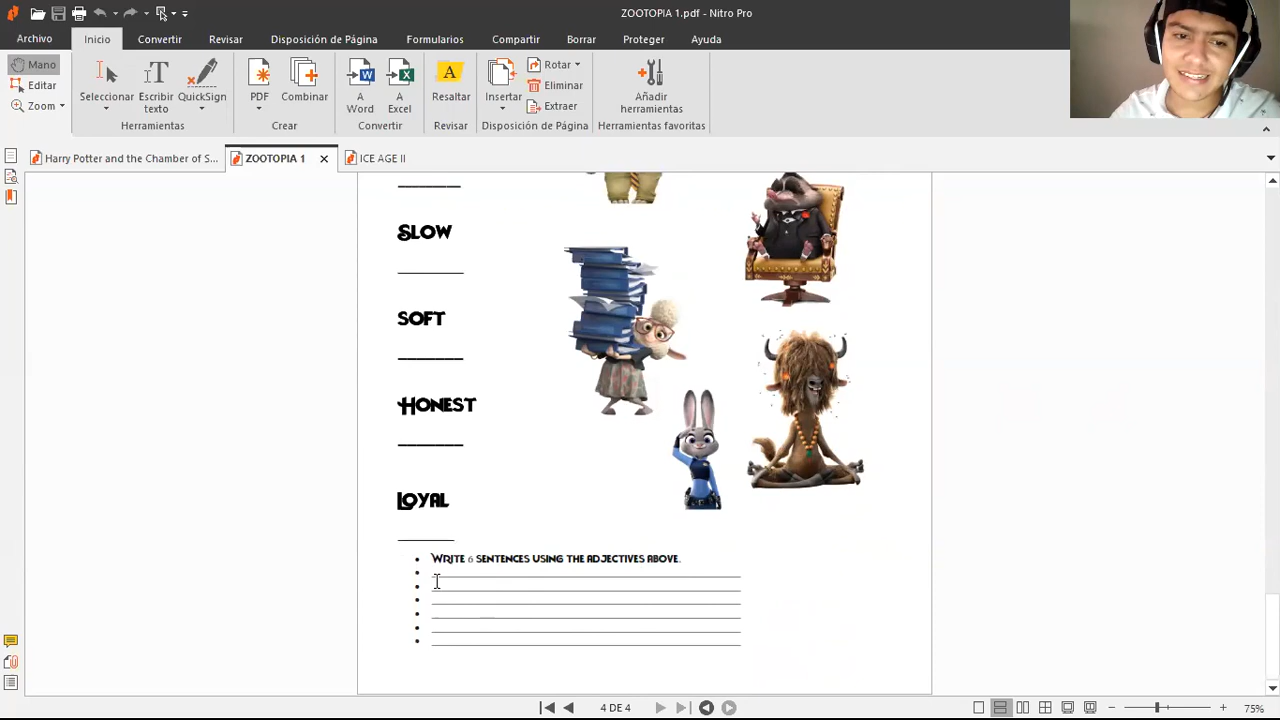 ZOOTOPIA 1.pdf - Nitro Pro
Archivo Inicio Convertir Revisar Disposición de Página Formularios Compartir Borrar Proteger Ayuda
Mano
Editar
Zoom
Seleccionar
Escribir texto
QuickSign
Herramientas
PDF
Combinar
Crear
A Word
A Excel
Convertir
Resaltar
Revisar
Insertar
Rotar
Eliminar
Extraer
Disposición de Página
Añadir herramientas
Herramientas favoritas
Harry Potter and the Chamber of S...
ZOOTOPIA 1
ICE AGE II
SLOW
SOFT
HONEST
LOYAL
WRITE 6 SENTENCES USING THE ADJECTIVES ABOVE.
4 DE 4
75%